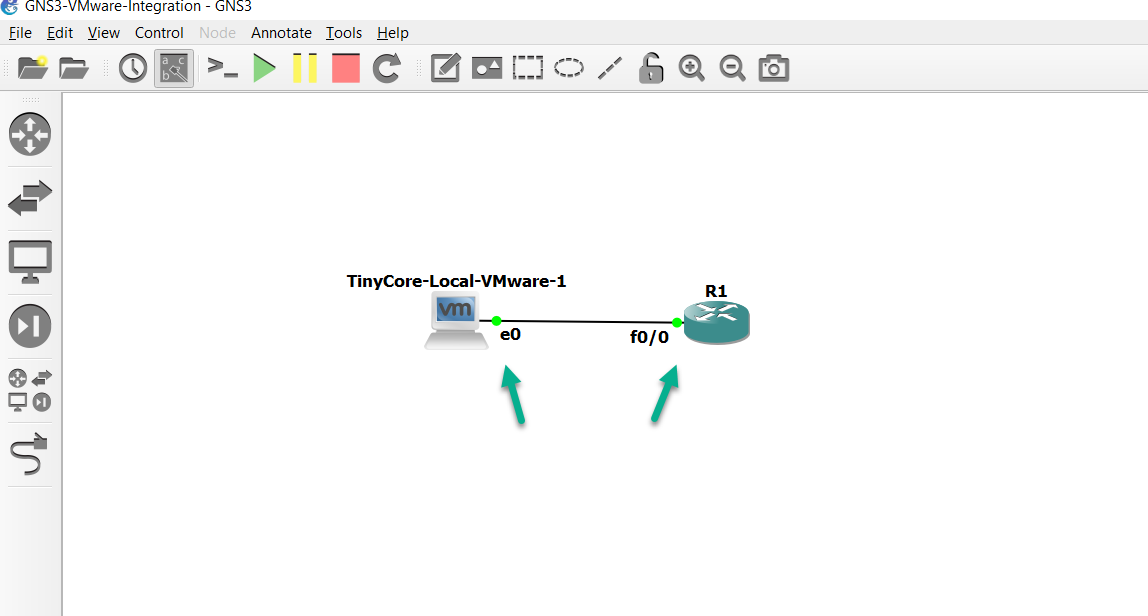 GNS3-VMware-Integration - GNS3
File Edit View Control Node Annotate Tools Help
a c
b
TinyCore-Local-VMware-1
R1
vm
e0
f0/0